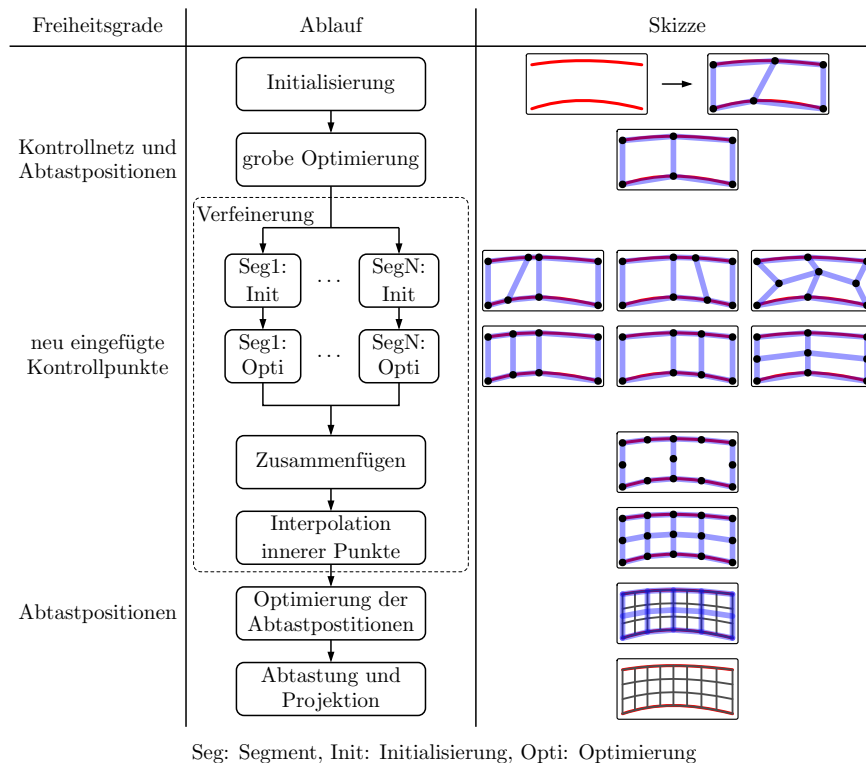 Freiheitsgrade
Ablauf
Skizze
Initialisierung
Kontrollnetz und
Abtastpositionen
grobe Optimierung
Verfeinerung
Seg1:
Init
. . .
SegN:
Init
neu eingefügte
Kontrollpunkte
Seg1:
Opti
. . .
SegN:
Opti
Zusammenfügen
Interpolation
innerer Punkte
Abtastpositionen
Optimierung der
Abtastpostitionen
Abtastung und
Projektion
Seg: Segment, Init: Initialisierung, Opti: Optimierung